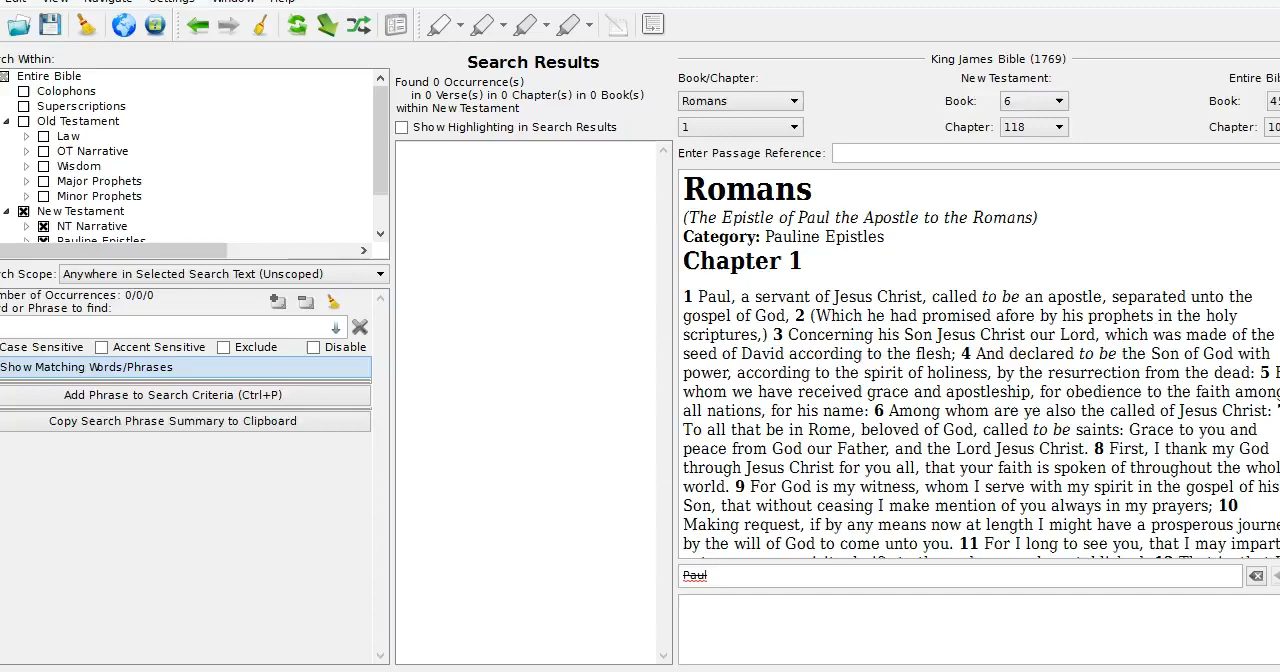 Edit View Navigate Settings Window Help
Search Within:
Entire Bible
Colophons
Superscriptions
Old Testament
Law
OT Narrative
Wisdom
Major Prophets
Minor Prophets
New Testament
NT Narrative
Pauline Epistles
rch Scope: Anywhere in Selected Search Text (Unscoped)
mber of Occurrences: 0/0/0
rd or Phrase to find:
Case Sensitive Accent Sensitive Exclude Disable
Show Matching Words/Phrases
Add Phrase to Search Criteria (Ctrl+P)
Copy Search Phrase Summary to Clipboard
Search Results
Found 0 Occurrence(s)
in 0 Verse(s) in 0 Chapter(s) in 0 Book(s)
within New Testament
Show Highlighting in Search Results
King James Bible (1769)
Book/Chapter: New Testament: Entire Bib
Romans Book: 6 Book: 45
1 Chapter: 118 Chapter: 10
Enter Passage Reference:
Romans
(The Epistle of Paul the Apostle to the Romans)
Category: Pauline Epistles
Chapter 1
1 Paul, a servant of Jesus Christ, called to be an apostle, separated unto the
gospel of God, 2 (Which he had promised afore by his prophets in the holy
scriptures,) 3 Concerning his Son Jesus Christ our Lord, which was made of the
seed of David according to the flesh; 4 And declared to be the Son of God with
power, according to the spirit of holiness, by the resurrection from the dead: 5
whom we have received grace and apostleship, for obedience to the faith among
all nations, for his name: 6 Among whom are ye also the called of Jesus Christ: 7
To all that be in Rome, beloved of God, called to be saints: Grace to you and
peace from God our Father, and the Lord Jesus Christ. 8 First, I thank my God
through Jesus Christ for you all, that your faith is spoken of throughout the whol
world. 9 For God is my witness, whom I serve with my spirit in the gospel of his
Son, that without ceasing I make mention of you always in my prayers; 10
Making request, if by any means now at length I might have a prosperous journe
by the will of God to come unto you. 11 For I long to see you, that I may impart
Paul